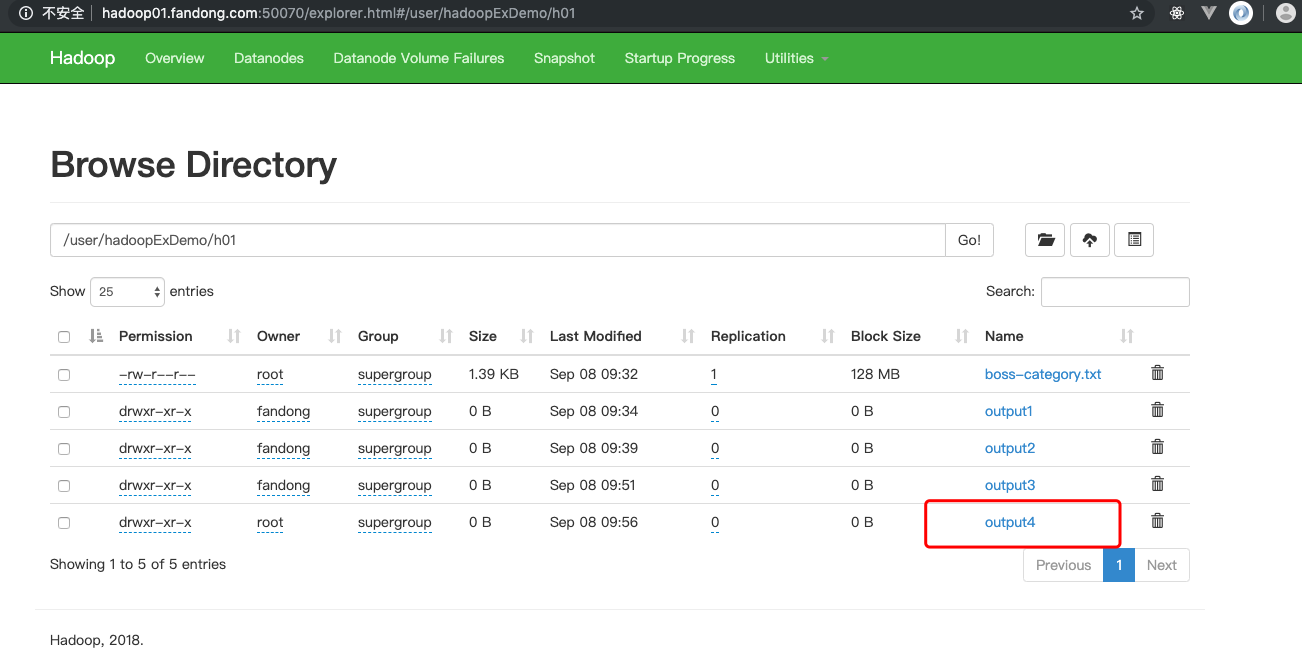 不安全 hadoop01.fandong.com:50070/explorer.html#/user/hadoopExDemo/h01
Hadoop Overview Datanodes Datanode Volume Failures Snapshot Startup Progress Utilities
Browse Directory
/user/hadoopExDemo/h01 Go!
Show 25 entries Search:
Permission Owner Group Size Last Modified Replication Block Size Name
-rw-r--r-- root supergroup 1.39 KB Sep 08 09:32 1 128 MB boss-category.txt
drwxr-xr-x fandong supergroup 0 B Sep 08 09:34 0 0 B output1
drwxr-xr-x fandong supergroup 0 B Sep 08 09:39 0 0 B output2
drwxr-xr-x fandong supergroup 0 B Sep 08 09:51 0 0 B output3
drwxr-xr-x root supergroup 0 B Sep 08 09:56 0 0 B output4
Showing 1 to 5 of 5 entries Previous 1 Next
Hadoop, 2018.